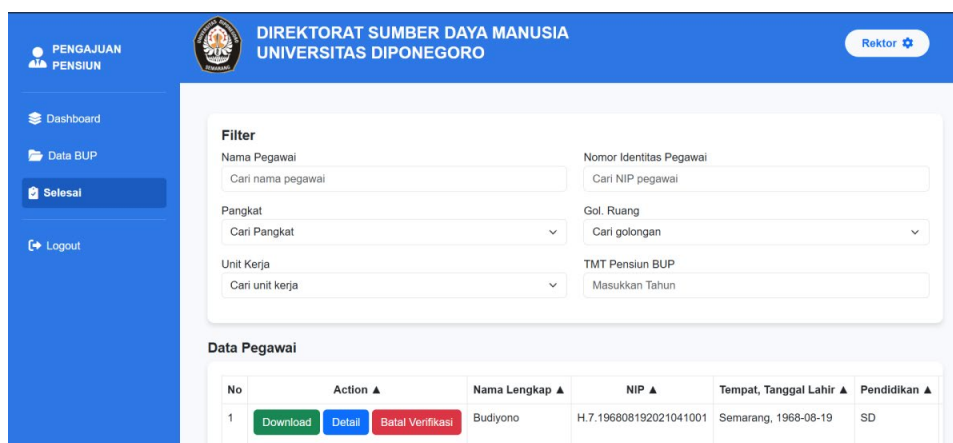 PENGAJUAN
PENSIUN
DIREKTORAT SUMBER DAYA MANUSIA
UNIVERSITAS DIPONEGORO
Rektor
Dashboard
Data BUP
Selesai
Logout
Filter
Nama Pegawai
Nomor Identitas Pegawai
Cari nama pegawai
Cari NIP pegawai
Pangkat
Gol. Ruang
Cari Pangkat
Cari golongan
Unit Kerja
TMT Pensiun BUP
Cari unit kerja
Masukkan Tahun
Data Pegawai
No Action ▲ Nama Lengkap ▲ NIP ▲ Tempat, Tanggal Lahir ▲ Pendidikan ▲
1 Download Detail Batal Verifikasi Budiyono H.7.196808192021041001 Semarang, 1968-08-19 SD